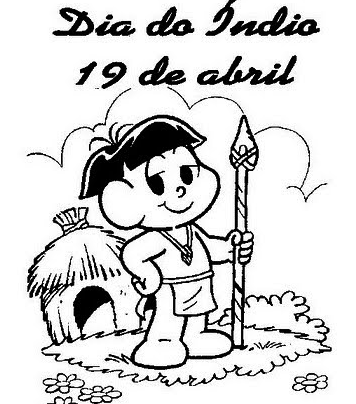 Dia do Índio
19 de abril